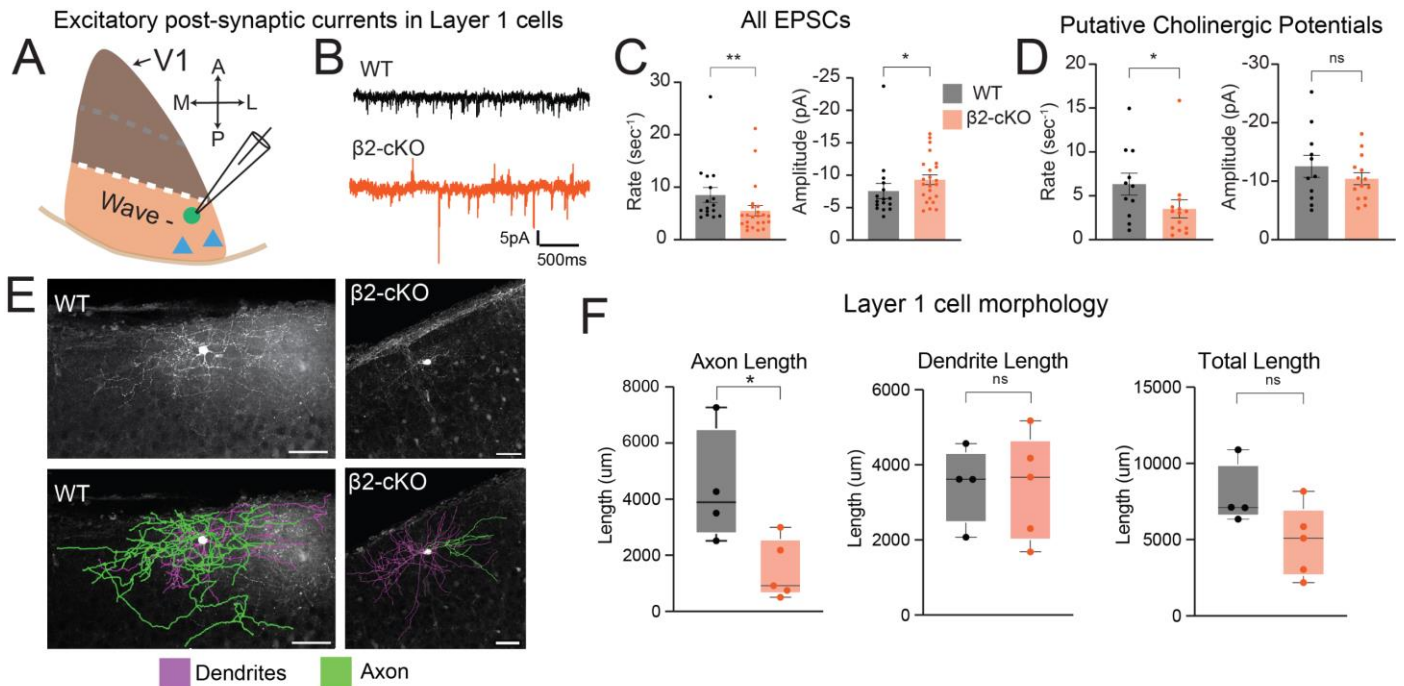 Excitatory post-synaptic currents in Layer 1 cells
All EPSCs
Putative Cholinergic Potentials
A
V1
A
M
L
P
Wave -
B
WT
β2-cKO
5pA
500ms
C
Rate (sec⁻¹)
30
20
10
0
**
Amplitude (pA)
-25
-20
-15
-10
-5
0
*
WT
β2-cKO
D
Rate (sec⁻¹)
20
15
10
5
0
*
Amplitude (pA)
-30
-20
-10
0
ns
E
WT
β2-cKO
WT
β2-cKO
Dendrites
Axon
F
Layer 1 cell morphology
Axon Length
*
Length (um)
8000
6000
4000
2000
0
Dendrite Length
ns
Length (um)
6000
4000
2000
0
Total Length
ns
Length (um)
15000
10000
5000
0